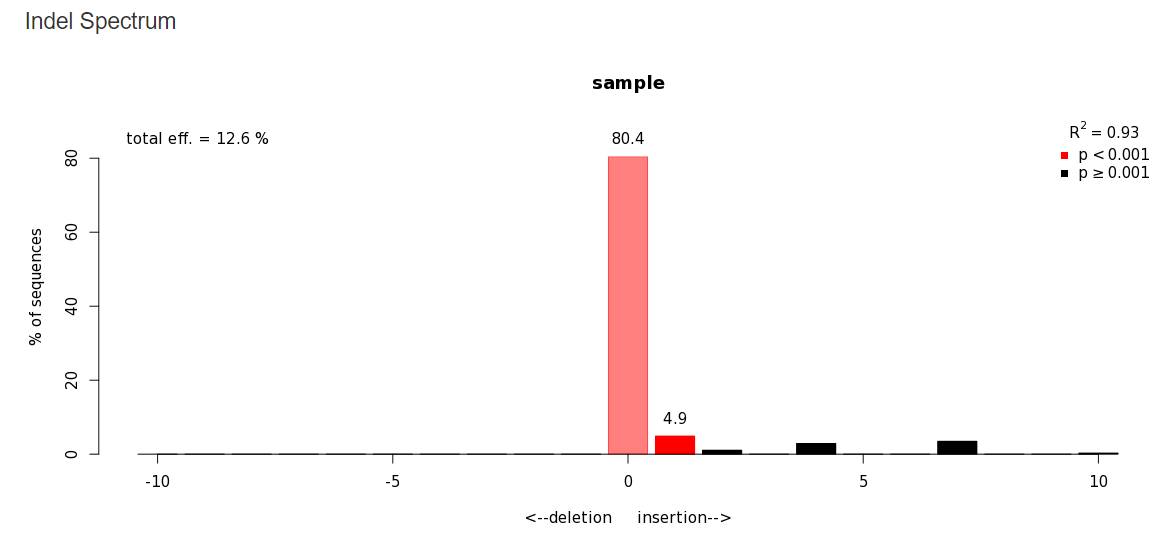 Indel Spectrum
sample
total eff. = 12.6 %
80.4
R² = 0.93
p < 0.001
p ≥ 0.001
80
60
40
20
0
% of sequences
4.9
-10
-5
0
5
10
<--deletion insertion-->